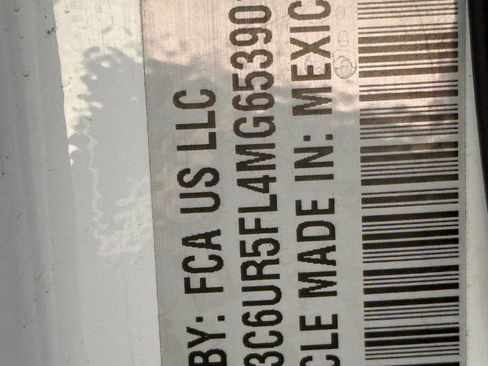 BY: FCA US LLC
3C6UR5FL4MG65390
CLE MADE IN: MEXIC